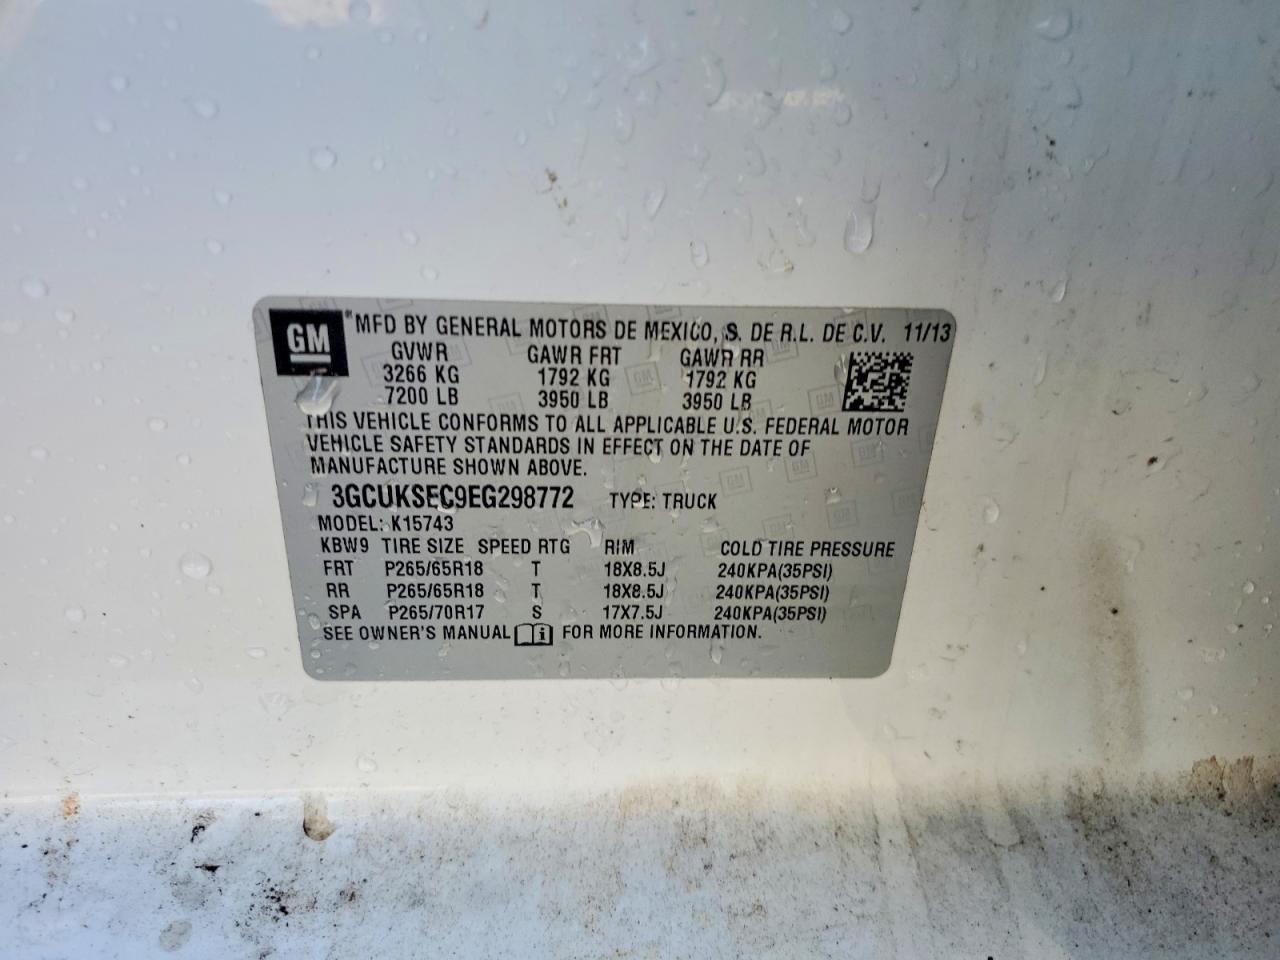 GM ®MFD BY GENERAL MOTORS DE MEXICO, S. DE R.L. DE C.V. 11/13
GVWR GAWR FRT GAWR RR
3266 KG 1792 KG 1792 KG
7200 LB 3950 LB 3950 LB
THIS VEHICLE CONFORMS TO ALL APPLICABLE U.S. FEDERAL MOTOR
VEHICLE SAFETY STANDARDS IN EFFECT ON THE DATE OF
MANUFACTURE SHOWN ABOVE.
3GCUKSEC9EG298772 TYPE: TRUCK
MODEL: K15743
KBW9 TIRE SIZE SPEED RTG RIM COLD TIRE PRESSURE
FRT P265/65R18 T 18X8.5J 240KPA(35PSI)
RR P265/65R18 T 18X8.5J 240KPA(35PSI)
SPA P265/70R17 S 17X7.5J 240KPA(35PSI)
SEE OWNER'S MANUAL i FOR MORE INFORMATION.